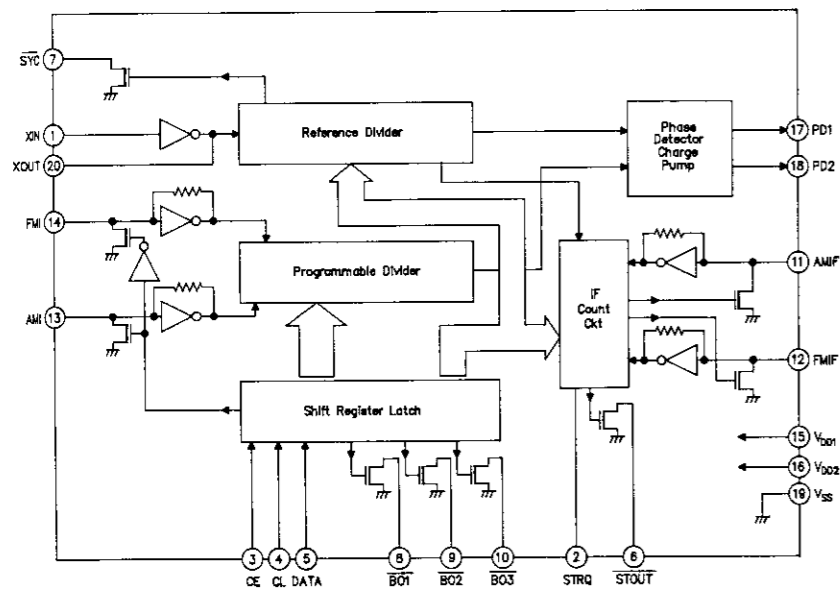 SYC 7
XIN 1
XOUT 20
FMI 14
AMI 13
Reference Divider
Programmable Divider
Shift Register Latch
Phase
Detector
Charge
Pump
IF
Count
Ckt
17 PD1
18 PD2
11 AMIF
12 FMIF
15 VDD1
16 VDD2
19 VSS
3 4 5 8 9 10 2 6
CE CL DATA BO1 BO2 BO3 STRQ STOUT